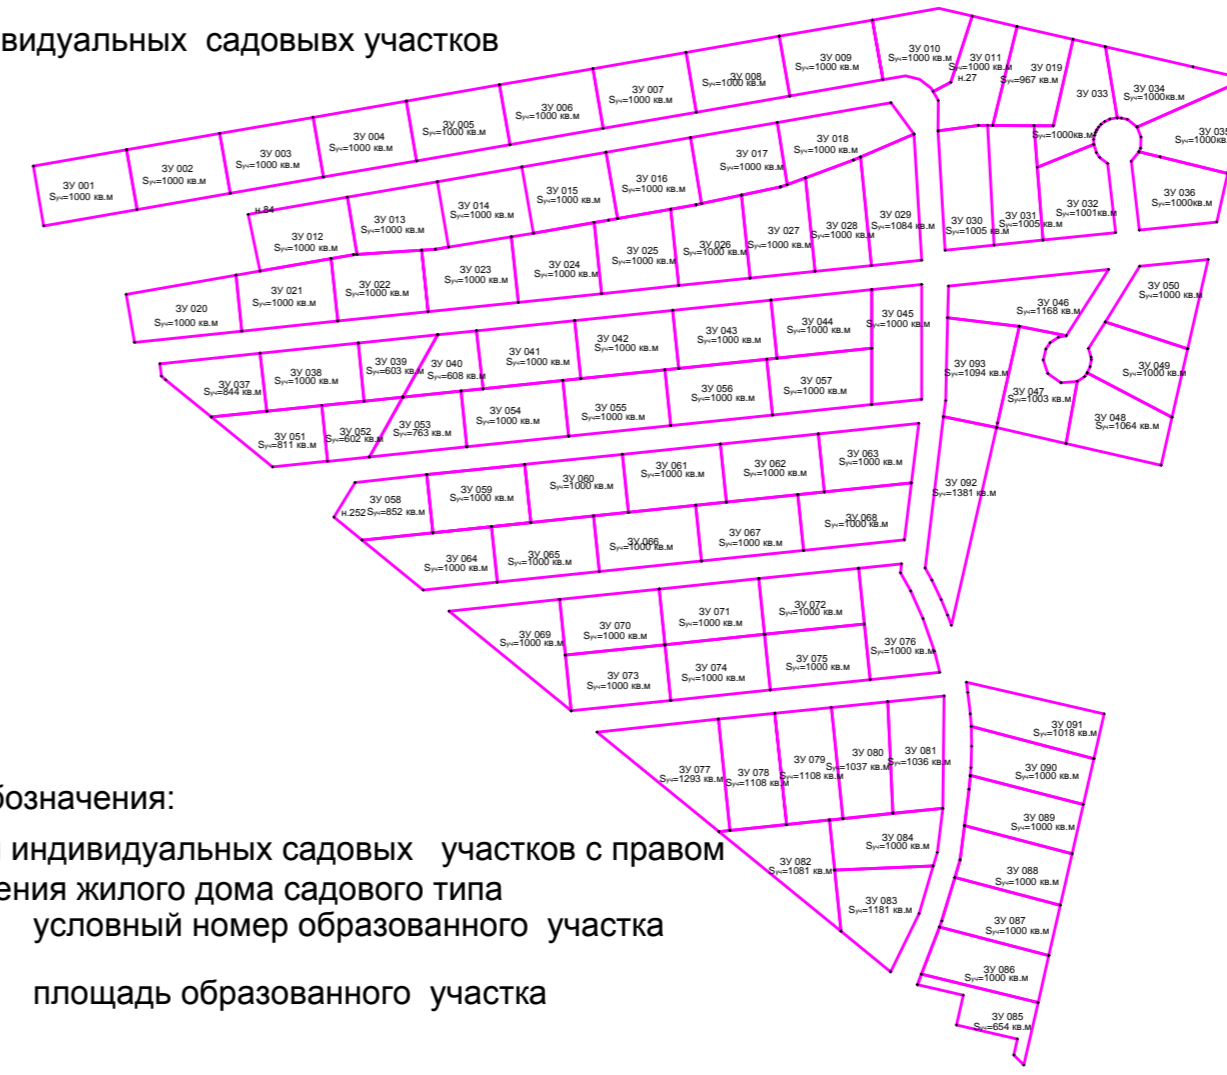 видуальных садовывх участков
ЗУ 001
Sуч=1000 кв.м
ЗУ 002
Sуч=1000 кв.м
ЗУ 003
Sуч=1000 кв.м
ЗУ 004
Sуч=1000 кв.м
ЗУ 005
Sуч=1000 кв.м
ЗУ 006
Sуч=1000 кв.м
ЗУ 007
Sуч=1000 кв.м
ЗУ 008
Sуч=1000 кв.м
ЗУ 009
Sуч=1000 кв.м
ЗУ 010
Sуч=1000 кв.м
ЗУ 011
Sуч=1000 кв.м
н.27
ЗУ 019
Sуч=967 кв.м
ЗУ 033
Sуч=1000кв.м
ЗУ 034
Sуч=1000кв.м
ЗУ 035
Sуч=1000кв
ЗУ 036
Sуч=1000кв.м
н.84
ЗУ 012
Sуч=1000 кв.м
ЗУ 013
Sуч=1000 кв.м
ЗУ 014
Sуч=1000 кв.м
ЗУ 015
Sуч=1000 кв.м
ЗУ 016
Sуч=1000 кв.м
ЗУ 017
Sуч=1000 кв.м
ЗУ 018
Sуч=1000 кв.м
ЗУ 020
Sуч=1000 кв.м
ЗУ 021
Sуч=1000 кв.м
ЗУ 022
Sуч=1000 кв.м
ЗУ 023
Sуч=1000 кв.м
ЗУ 024
Sуч=1000 кв.м
ЗУ 025
Sуч=1000 кв.м
ЗУ 026
Sуч=1000 кв.м
ЗУ 027
Sуч=1000 кв.м
ЗУ 028
Sуч=1000 кв.м
ЗУ 029
Sуч=1084 кв.м
ЗУ 030
Sуч=1005 кв.м
ЗУ 031
Sуч=1005 кв.м
ЗУ 032
Sуч=1001кв.м
ЗУ 037
Sуч=844 кв.м
ЗУ 038
Sуч=1000 кв.м
ЗУ 039
Sуч=603 кв.м
ЗУ 040
Sуч=608 кв.м
ЗУ 041
Sуч=1000 кв.м
ЗУ 042
Sуч=1000 кв.м
ЗУ 043
Sуч=1000 кв.м
ЗУ 044
Sуч=1000 кв.м
ЗУ 045
Sуч=1000 кв.м
ЗУ 046
Sуч=1168 кв.м
ЗУ 050
Sуч=1000 кв.м
ЗУ 093
Sуч=1094 кв.м
ЗУ 047
Sуч=1003 кв.м
ЗУ 049
Sуч=1000 кв.м
ЗУ 048
Sуч=1064 кв.м
ЗУ 051
Sуч=811 кв.м
ЗУ 052
Sуч=602 кв.м
ЗУ 053
Sуч=763 кв.м
ЗУ 054
Sуч=1000 кв.м
ЗУ 055
Sуч=1000 кв.м
ЗУ 056
Sуч=1000 кв.м
ЗУ 057
Sуч=1000 кв.м
ЗУ 058
н.252 Sуч=852 кв.м
ЗУ 059
Sуч=1000 кв.м
ЗУ 060
Sуч=1000 кв.м
ЗУ 061
Sуч=1000 кв.м
ЗУ 062
Sуч=1000 кв.м
ЗУ 063
Sуч=1000 кв.м
ЗУ 092
Sуч=1381 кв.м
ЗУ 064
Sуч=1000 кв.м
ЗУ 065
Sуч=1000 кв.м
ЗУ 066
Sуч=1000 кв.м
ЗУ 067
Sуч=1000 кв.м
ЗУ 068
Sуч=1000 кв.м
ЗУ 069
Sуч=1000 кв.м
ЗУ 070
Sуч=1000 кв.м
ЗУ 071
Sуч=1000 кв.м
ЗУ 072
Sуч=1000 кв.м
ЗУ 073
Sуч=1000 кв.м
ЗУ 074
Sуч=1000 кв.м
ЗУ 075
Sуч=1000 кв.м
ЗУ 076
Sуч=1000 кв.м
ЗУ 077
Sуч=1293 кв.м
ЗУ 078
Sуч=1108 кв.м
ЗУ 079
Sуч=1108 кв.м
ЗУ 080
Sуч=1037 кв.м
ЗУ 081
Sуч=1036 кв.м
ЗУ 091
Sуч=1018 кв.м
ЗУ 090
Sуч=1000 кв.м
ЗУ 089
Sуч=1000 кв.м
ЗУ 088
Sуч=1000 кв.м
ЗУ 087
Sуч=1000 кв.м
ЗУ 086
Sуч=1000 кв.м
ЗУ 085
Sуч=654 кв.м
ЗУ 082
Sуч=1081 кв.м
ЗУ 084
Sуч=1000 кв.м
ЗУ 083
Sуч=1181 кв.м
бозначения:
индивидуальных садовых участков с правом
ения жилого дома садового типа
условный номер образованного участка
площадь образованного участка